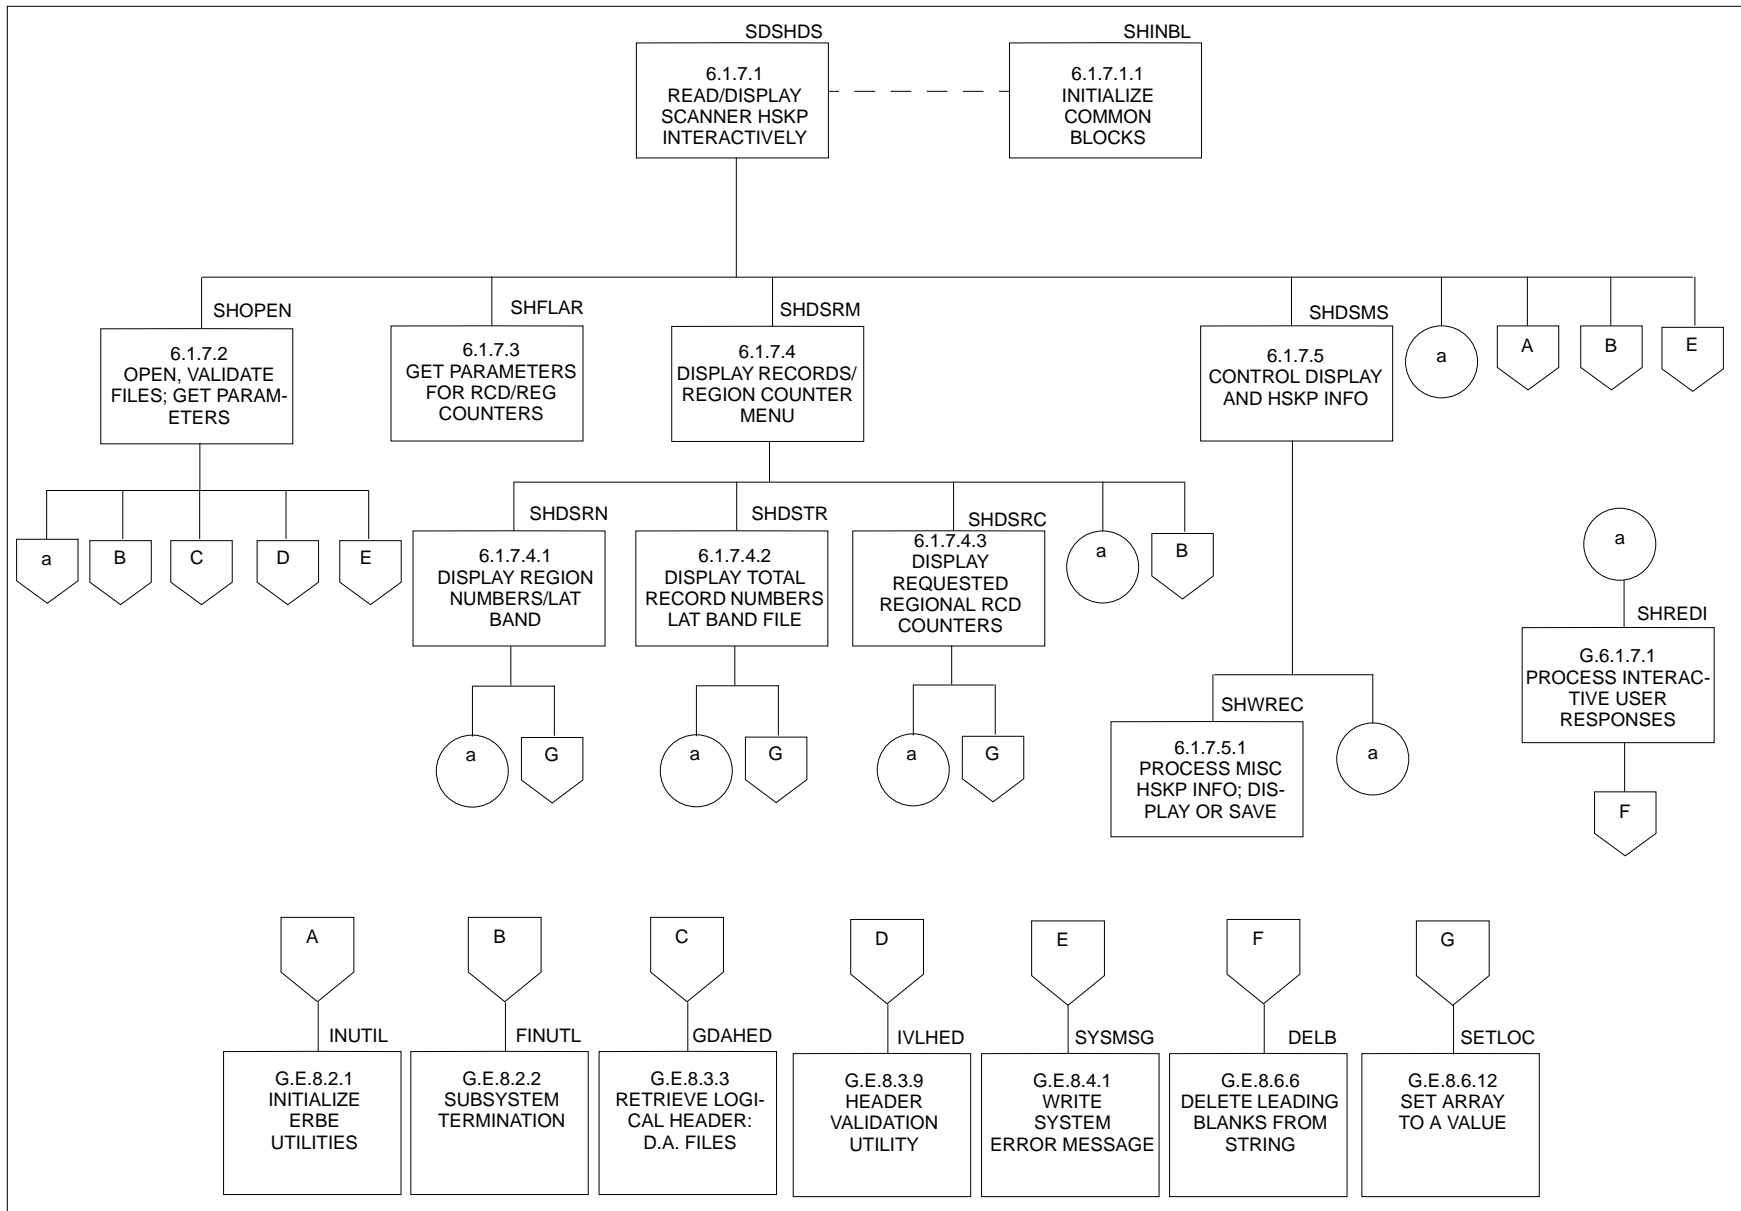 SDSHDS
6.1.7.1
READ/DISPLAY
SCANNER HSKP
INTERACTIVELY
SHINBL
6.1.7.1.1
INITIALIZE
COMMON
BLOCKS
SHOPEN
6.1.7.2
OPEN, VALIDATE
FILES; GET PARAM-
ETERS
SHFLAR
6.1.7.3
GET PARAMETERS
FOR RCD/REG
COUNTERS
SHDSRM
6.1.7.4
DISPLAY RECORDS/
REGION COUNTER
MENU
SHDSMS
6.1.7.5
CONTROL DISPLAY
AND HSKP INFO
a
A
B
E
a
B
C
D
E
SHDSRN
6.1.7.4.1
DISPLAY REGION
NUMBERS/LAT
BAND
SHDSTR
6.1.7.4.2
DISPLAY TOTAL
RECORD NUMBERS
LAT BAND FILE
SHDSRC
6.1.7.4.3
DISPLAY
REQUESTED
REGIONAL RCD
COUNTERS
a
B
a
G
a
G
a
G
SHWREC
6.1.7.5.1
PROCESS MISC
HSKP INFO; DIS-
PLAY OR SAVE
a
a
SHREDI
G.6.1.7.1
PROCESS INTERAC-
TIVE USER
RESPONSES
F
A
INUTIL
G.E.8.2.1
INITIALIZE
ERBE
UTILITIES
B
FINUTL
G.E.8.2.2
SUBSYSTEM
TERMINATION
C
GDAHED
G.E.8.3.3
RETRIEVE LOGI-
CAL HEADER:
D.A. FILES
D
IVLHED
G.E.8.3.9
HEADER
VALIDATION
UTILITY
E
SYSMSG
G.E.8.4.1
WRITE
SYSTEM
ERROR MESSAGE
F
DELB
G.E.8.6.6
DELETE LEADING
BLANKS FROM
STRING
G
SETLOC
G.E.8.6.12
SET ARRAY
TO A VALUE